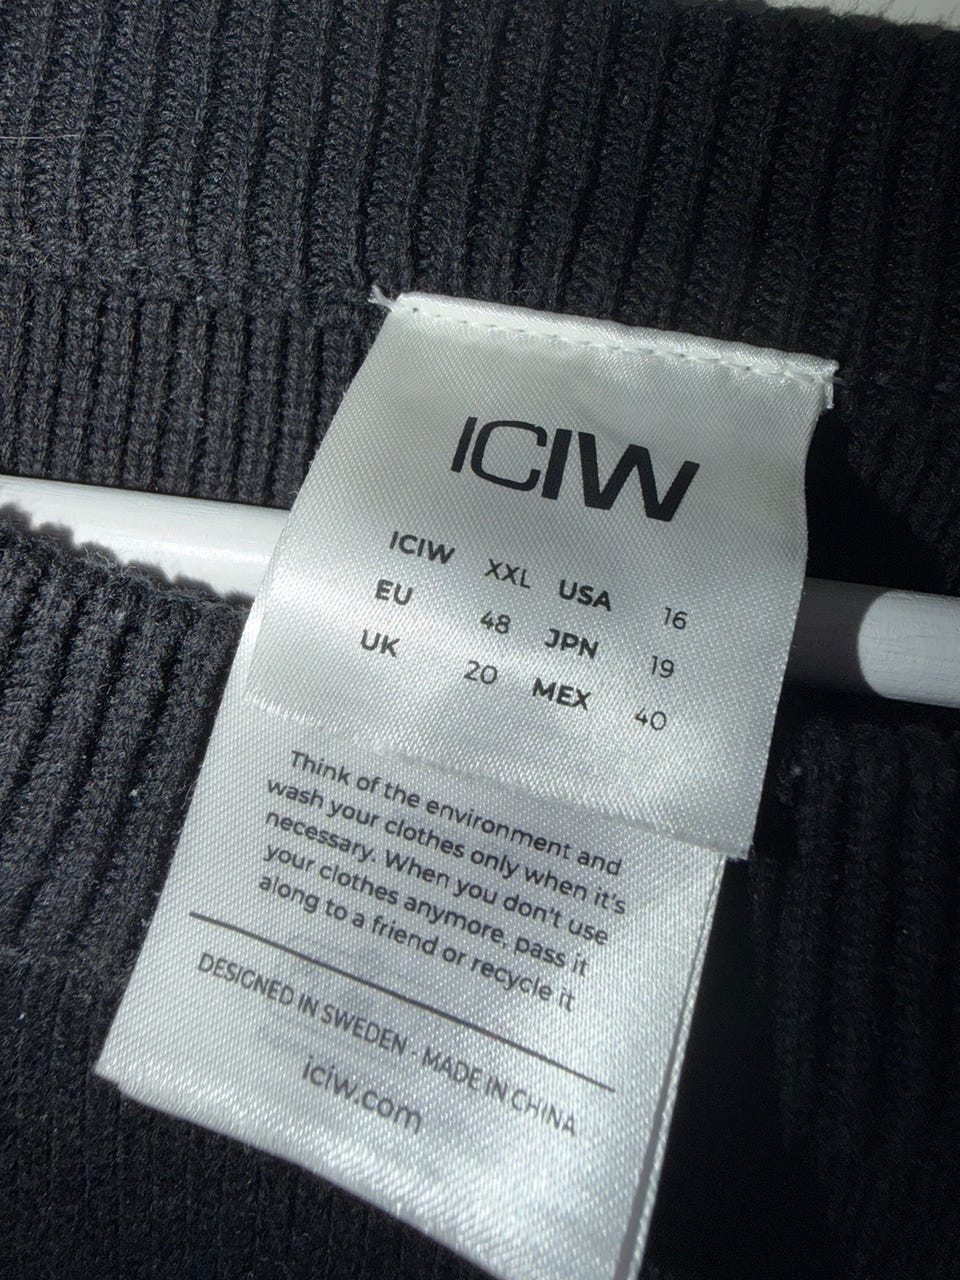 ICIW
ICIW XXL USA 16
EU 48 JPN 19
UK 20 MEX 40
Think of the environment and
wash your clothes only when it's
necessary. When you don't use
your clothes anymore, pass it
along to a friend or recycle it
DESIGNED IN SWEDEN - MADE IN CHINA
iciw.com